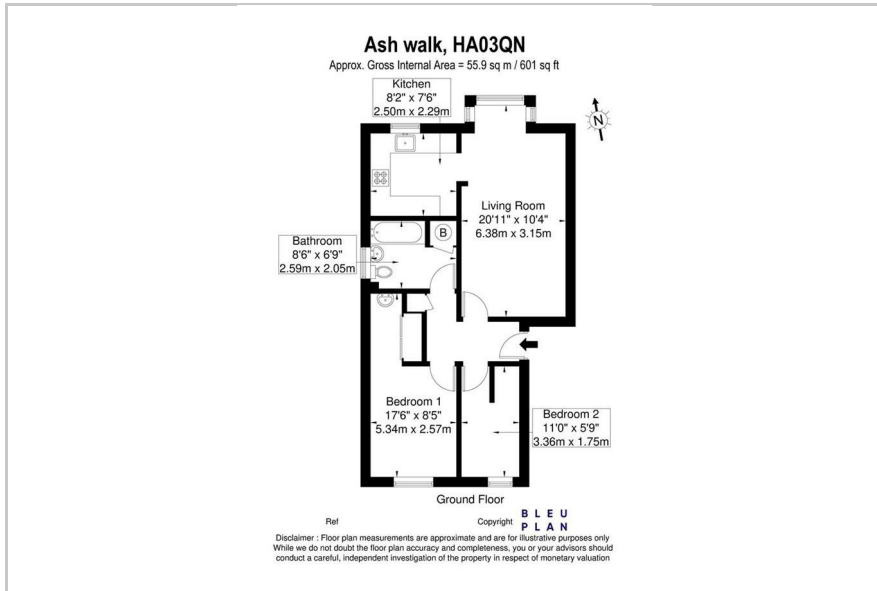 Ash walk, HA03QN
Approx. Gross Internal Area = 55.9 sq m / 601 sq ft
Kitchen
8'2" x 7'6"
2.50m x 2.29m
N
Living Room
20'11" x 10'4"
6.38m x 3.15m
B
Bathroom
8'6" x 6'9"
2.59m x 2.05m
Bedroom 1
17'6" x 8'5"
5.34m x 2.57m
Bedroom 2
11'0" x 5'9"
3.36m x 1.75m
Ground Floor
Ref
Copyright
BLEU
PLAN
Disclaimer : Floor plan measurements are approximate and are for illustrative purposes only
While we do not doubt the floor plan accuracy and completeness, you or your advisors should
conduct a careful, independent investigation of the property in respect of monetary valuation